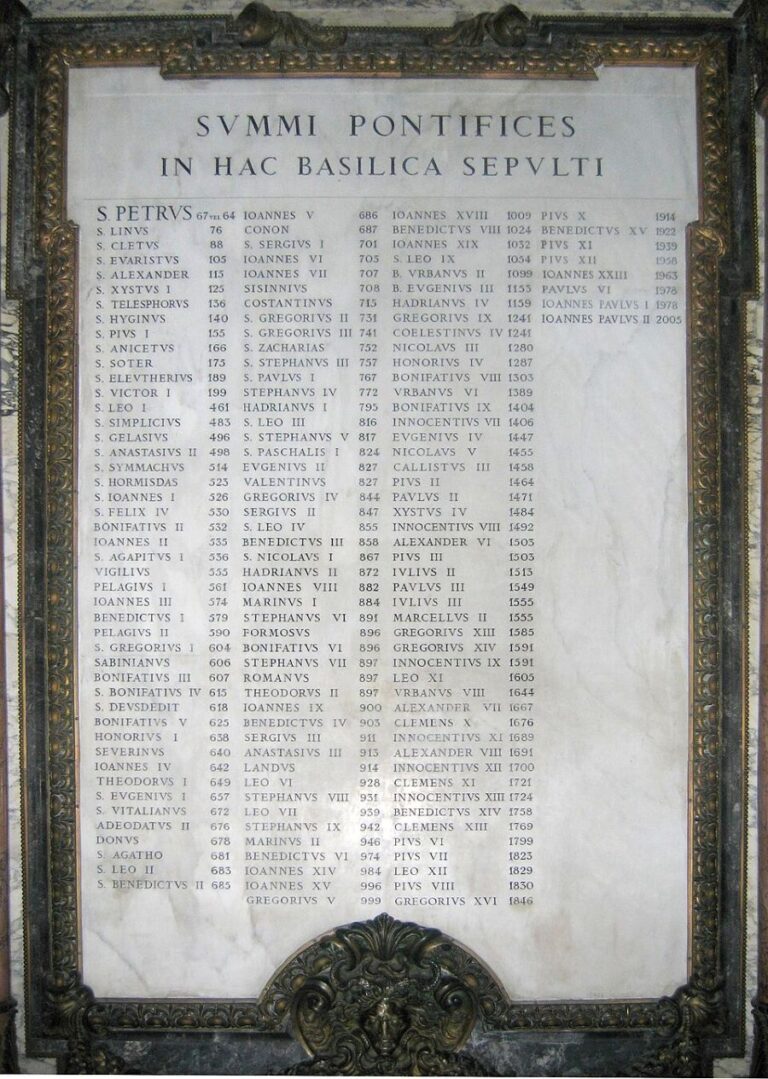 SVMMI PONTIFICES
IN HAC BASILICA SEPVLTI
S. PETRVS 67 VEL 64
S. LINVS 76
S. CLETVS 88
S. EVARISTVS 105
S. ALEXANDER 115
S. XYSTVS I 125
S. TELESPHORVS 136
S. HYGINVS 140
S. PIVS I 155
S. ANICETVS 166
S. SOTER 175
S. ELEVTHERIVS 189
S. VICTOR I 199
S. LEO I 461
S. SIMPLICIVS 483
S. GELASIVS 496
S. ANASTASIVS II 498
S. SYMMACHVS 514
S. HORMISDAS 523
S. IOANNES I 526
S. FELIX IV 530
BONIFATIVS II 532
IOANNES II 535
S. AGAPITVS I 536
VIGILIVS 555
PELAGIVS I 561
IOANNES III 574
BENEDICTVS I 579
PELAGIVS II 590
S. GREGORIVS I 604
SABINIANVS 606
BONIFATIVS III 607
S. BONIFATIVS IV 615
S. DEVSDEDIT 618
BONIFATIVS V 625
HONORIVS I 638
SEVERINVS 640
IOANNES IV 642
THEODORVS I 649
S. EVGENIVS I 657
S. VITALIANVS 672
ADEODATVS II 676
DONVS 678
S. AGATHO 681
S. LEO II 683
S. BENEDICTVS II 685
IOANNES V 686
CONON 687
S. SERGIVS I 701
IOANNES VI 705
IOANNES VII 707
SISINNIVS 708
COSTANTINVS 715
S. GREGORIVS II 731
S. GREGORIVS III 741
S. ZACHARIAS 752
S. STEPHANVS III 757
S. PAVLVS I 767
STEPHANVS IV 772
HADRIANVS I 795
S. LEO III 816
S. STEPHANVS V 817
S. PASCHALIS I 824
EVGENIVS II 827
VALENTINVS 827
GREGORIVS IV 844
SERGIVS II 847
S. LEO IV 855
BENEDICTVS III 858
S. NICOLAVS I 867
HADRIANVS II 872
IOANNES VIII 882
MARINVS I 884
STEPHANVS VI 891
FORMOSVS 896
BONIFATIVS VI 896
STEPHANVS VII 897
ROMANVS 897
THEODORVS II 897
IOANNES IX 900
BENEDICTVS IV 903
SERGIVS III 911
ANASTASIVS III 913
LANDVS 914
LEO VI 928
STEPHANVS VIII 931
LEO VII 939
STEPHANVS IX 942
MARINVS II 946
BENEDICTVS VI 974
IOANNES XIV 984
IOANNES XV 996
GREGORIVS V 999
IOANNES XVIII 1009
BENEDICTVS VIII 1024
IOANNES XIX 1032
S. LEO IX 1054
B. VRBANVS II 1099
B. EVGENIVS III 1153
HADRIANVS IV 1159
GREGORIVS IX 1241
COELESTINVS IV 1241
NICOLAVS III 1280
HONORIVS IV 1287
BONIFATIVS VIII 1303
VRBANVS VI 1389
BONIFATIVS IX 1404
INNOCENTIVS VII 1406
EVGENIVS IV 1447
NICOLAVS V 1455
CALLISTVS III 1458
PIVS II 1464
PAVLVS II 1471
XYSTVS IV 1484
INNOCENTIVS VIII 1492
ALEXANDER VI 1503
PIVS III 1503
IVLIVS II 1513
PAVLVS III 1549
IVLIVS III 1555
MARCELLVS II 1555
GREGORIVS XIII 1585
GREGORIVS XIV 1591
INNOCENTIVS IX 1591
LEO XI 1605
VRBANVS VIII 1644
ALEXANDER VII 1667
CLEMENS X 1676
INNOCENTIVS XI 1689
ALEXANDER VIII 1691
INNOCENTIVS XII 1700
CLEMENS XI 1721
INNOCENTIVS XIII 1724
BENEDICTVS XIV 1758
CLEMENS XIII 1769
PIVS VI 1799
PIVS VII 1823
LEO XII 1829
PIVS VIII 1830
GREGORIVS XVI 1846
PIVS X 1914
BENEDICTVS XV 1922
PIVS XI 1939
PIVS XII 1958
IOANNES XXIII 1963
PAVLVS VI 1978
IOANNES PAVLVS I 1978
IOANNES PAVLVS II 2005